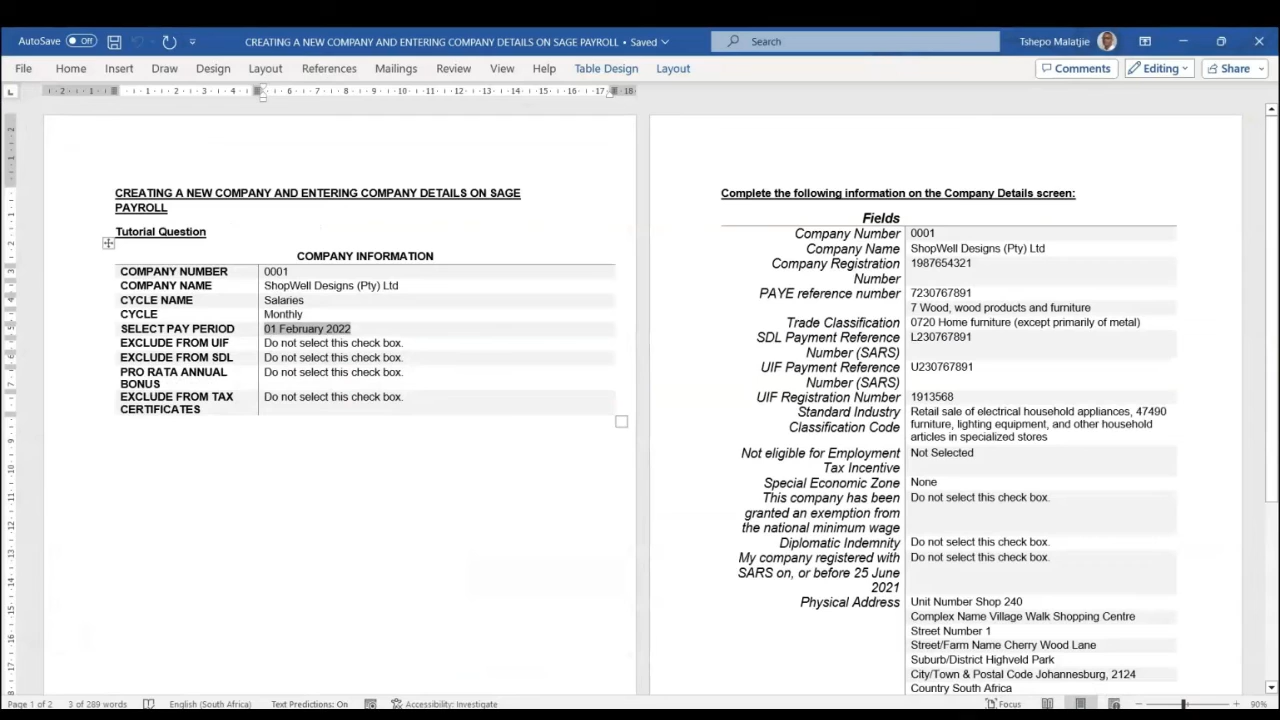 AutoSave Off CREATING A NEW COMPANY AND ENTERING COMPANY DETAILS ON SAGE PAYROLL • Saved Search Tshepo Malatjie
File Home Insert Draw Design Layout References Mailings Review View Help Table Design Layout Comments Editing Share
CREATING A NEW COMPANY AND ENTERING COMPANY DETAILS ON SAGE
PAYROLL
Tutorial Question
COMPANY INFORMATION
COMPANY NUMBER 0001
COMPANY NAME ShopWell Designs (Pty) Ltd
CYCLE NAME Salaries
CYCLE Monthly
SELECT PAY PERIOD 01 February 2022
EXCLUDE FROM UIF Do not select this check box.
EXCLUDE FROM SDL Do not select this check box.
PRO RATA ANNUAL Do not select this check box.
BONUS
EXCLUDE FROM TAX Do not select this check box.
CERTIFICATES
Complete the following information on the Company Details screen:
Fields
Company Number 0001
Company Name ShopWell Designs (Pty) Ltd
Company Registration 1987654321
Number
PAYE reference number 7230767891
7 Wood, wood products and furniture
Trade Classification 0720 Home furniture (except primarily of metal)
SDL Payment Reference L230767891
Number (SARS)
UIF Payment Reference U230767891
Number (SARS)
UIF Registration Number 1913568
Standard Industry Retail sale of electrical household appliances, 47490
Classification Code furniture, lighting equipment, and other household
articles in specialized stores
Not eligible for Employment Not Selected
Tax Incentive
Special Economic Zone None
This company has been Do not select this check box.
granted an exemption from
the national minimum wage
Diplomatic Indemnity Do not select this check box.
My company registered with Do not select this check box.
SARS on, or before 25 June
2021
Physical Address Unit Number Shop 240
Complex Name Village Walk Shopping Centre
Street Number 1
Street/Farm Name Cherry Wood Lane
Suburb/District Highveld Park
City/Town & Postal Code Johannesburg, 2124
Country South Africa
Page 1 of 2 3 of 289 words English (South Africa) Text Predictions: On Accessibility: Investigate Focus 90%